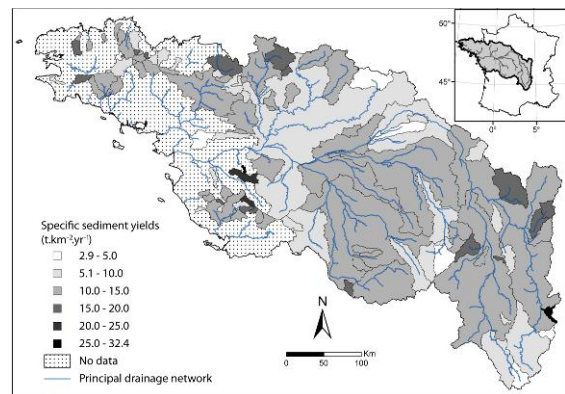 50°
45°
0°
5°
Specific sediment yields
(t.km⁻².yr⁻¹)
2.9 - 5.0
5.1 - 10.0
10.0 - 15.0
15.0 - 20.0
20.0 - 25.0
25.0 - 32.4
No data
Principal drainage network
N
Km
0 50 100